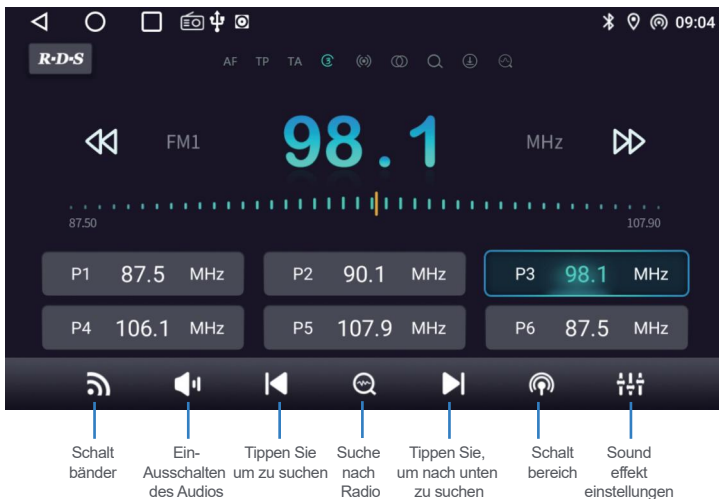 09:04
R·D·S
AF TP TA
FM1 98.1 MHz
87.50 107.90
P1 87.5 MHz P2 90.1 MHz P3 98.1 MHz
P4 106.1 MHz P5 107.9 MHz P6 87.5 MHz
Schalt
bänder
Ein-
Ausschalten
des Audios
Tippen Sie
um zu suchen
Suche
nach
Radio
Tippen Sie,
um nach unten
zu suchen
Schalt
bereich
Sound
effekt
einstellungen